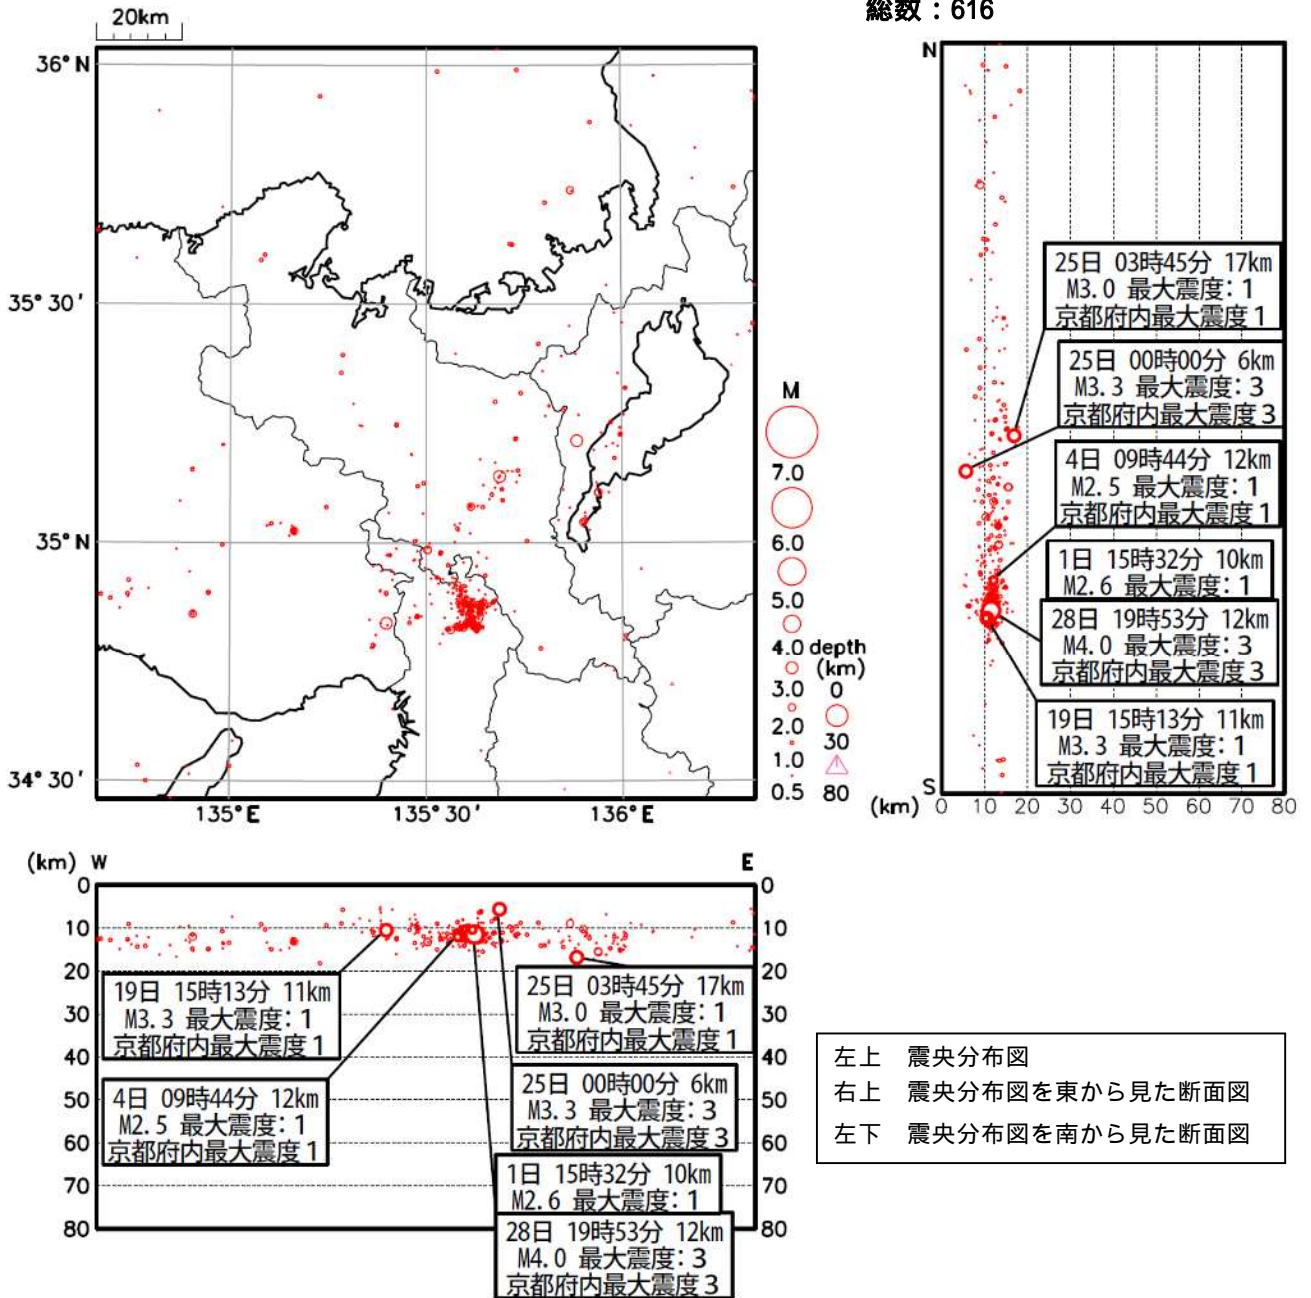 総数：616
20km
36°N
35°30′
35°N
34°30′
135°E
135°30′
136°E
M
7.0
6.0
5.0
4.0
3.0
2.0
1.0
0.5
depth
(km)
0
30
80
N
S
25日 03時45分 17km
M3.0 最大震度：1
京都府内最大震度1
25日 00時00分 6km
M3.3 最大震度：3
京都府内最大震度3
4日 09時44分 12km
M2.5 最大震度：1
京都府内最大震度1
1日 15時32分 10km
M2.6 最大震度：1
28日 19時53分 12km
M4.0 最大震度：3
京都府内最大震度3
19日 15時13分 11km
M3.3 最大震度：1
京都府内最大震度1
(km) 0 10 20 30 40 50 60 70 80
(km) W
E
0
10
20
30
40
50
60
70
80
0
10
20
30
40
50
60
70
80
19日 15時13分 11km
M3.3 最大震度：1
京都府内最大震度1
4日 09時44分 12km
M2.5 最大震度：1
京都府内最大震度1
25日 03時45分 17km
M3.0 最大震度：1
京都府内最大震度1
25日 00時00分 6km
M3.3 最大震度：3
京都府内最大震度3
1日 15時32分 10km
M2.6 最大震度：1
28日 19時53分 12km
M4.0 最大震度：3
京都府内最大震度3
左上 震央分布図
右上 震央分布図を東から見た断面図
左下 震央分布図を南から見た断面図